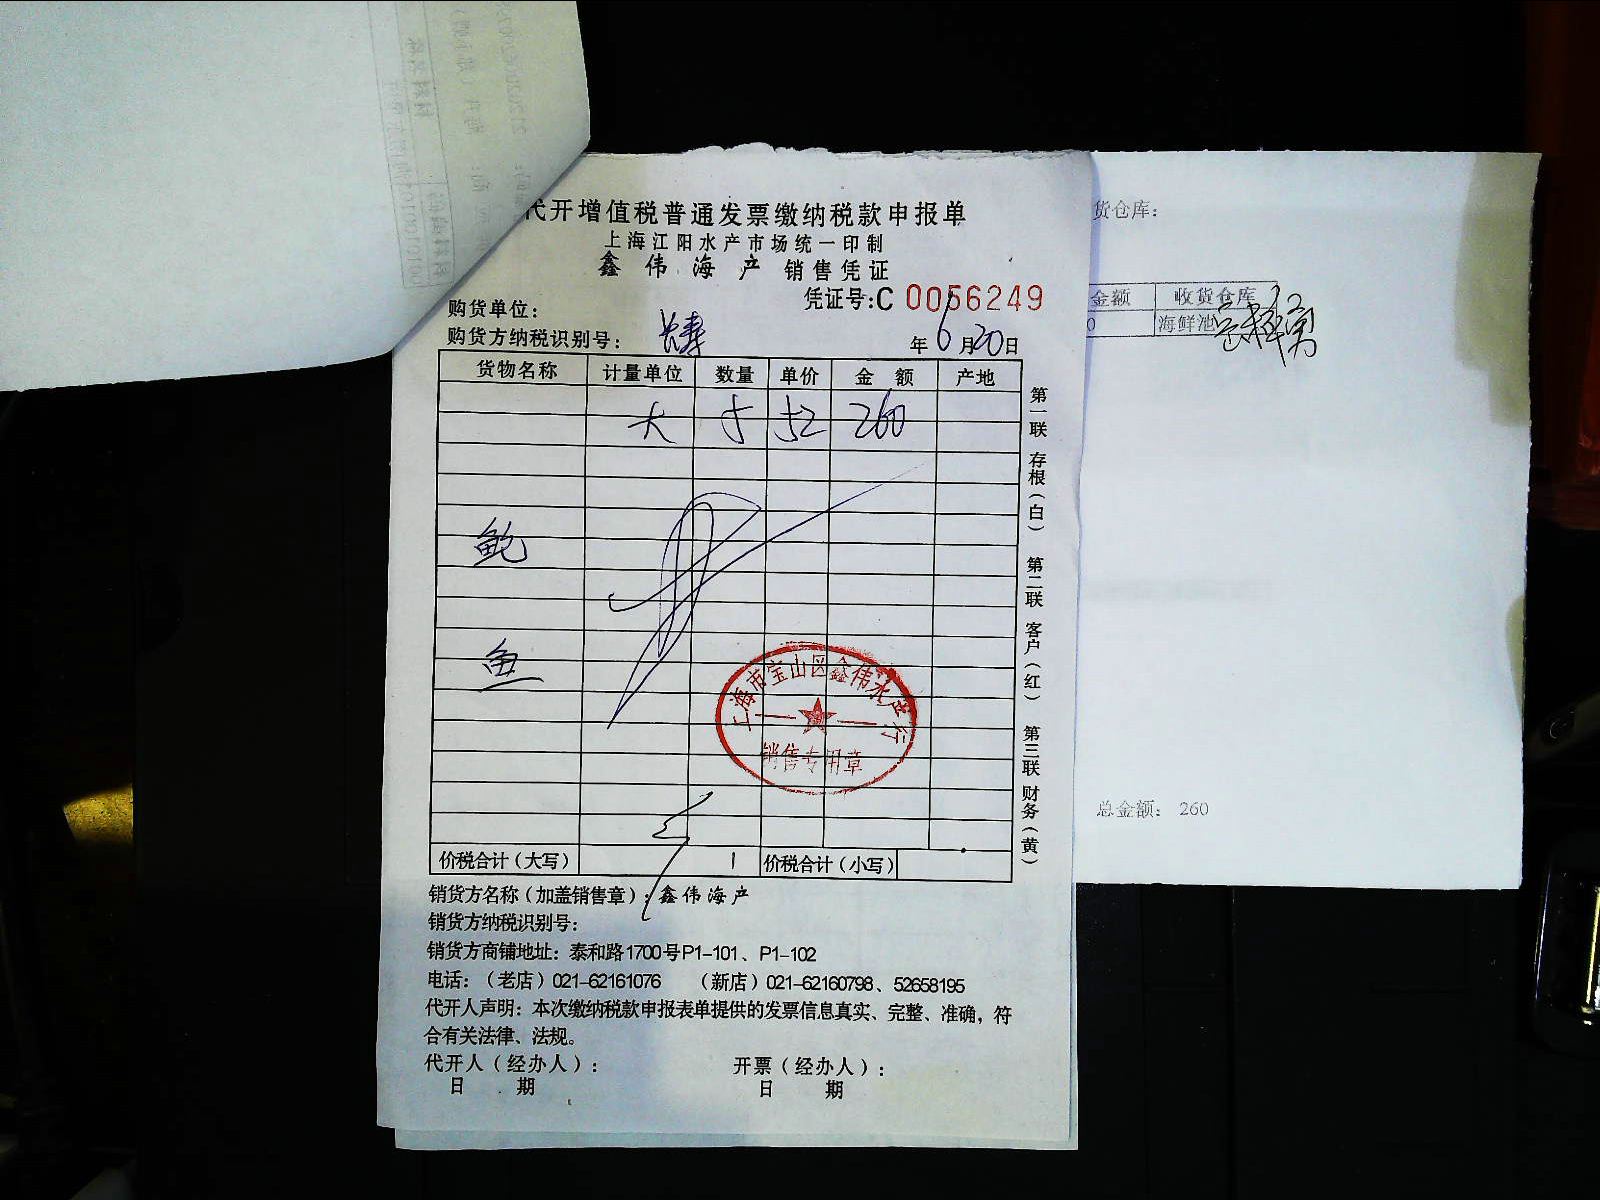 代开增值税普通发票缴纳税款申报单
上海江阳水产市场统一印制
鑫伟海产 销售凭证
凭证号:C 0056249
购货单位：
购货方纳税识别号： 长寿 年6月20日
货物名称 计量单位 数量 单价 金额 产地
大 5 52 260
鲍
鱼
上海市宝山区鑫伟水产行
销售专用章
价税合计（大写） 价税合计（小写）
销货方名称（加盖销售章）：鑫伟海产
销货方纳税识别号：
销货方商铺地址：泰和路1700号P1-101、P1-102
电话：（老店）021-62161076 （新店）021-62160798、52658195
代开人声明：本次缴纳税款申报表单提供的发票信息真实、完整、准确，符
合有关法律、法规。
代开人（经办人）： 开票（经办人）：
日 期 日 期
第一联 存根（白） 第二联 客户（红） 第三联 财务（黄）
货仓库：
金额 收货仓库
0 海鲜池
总金额： 260